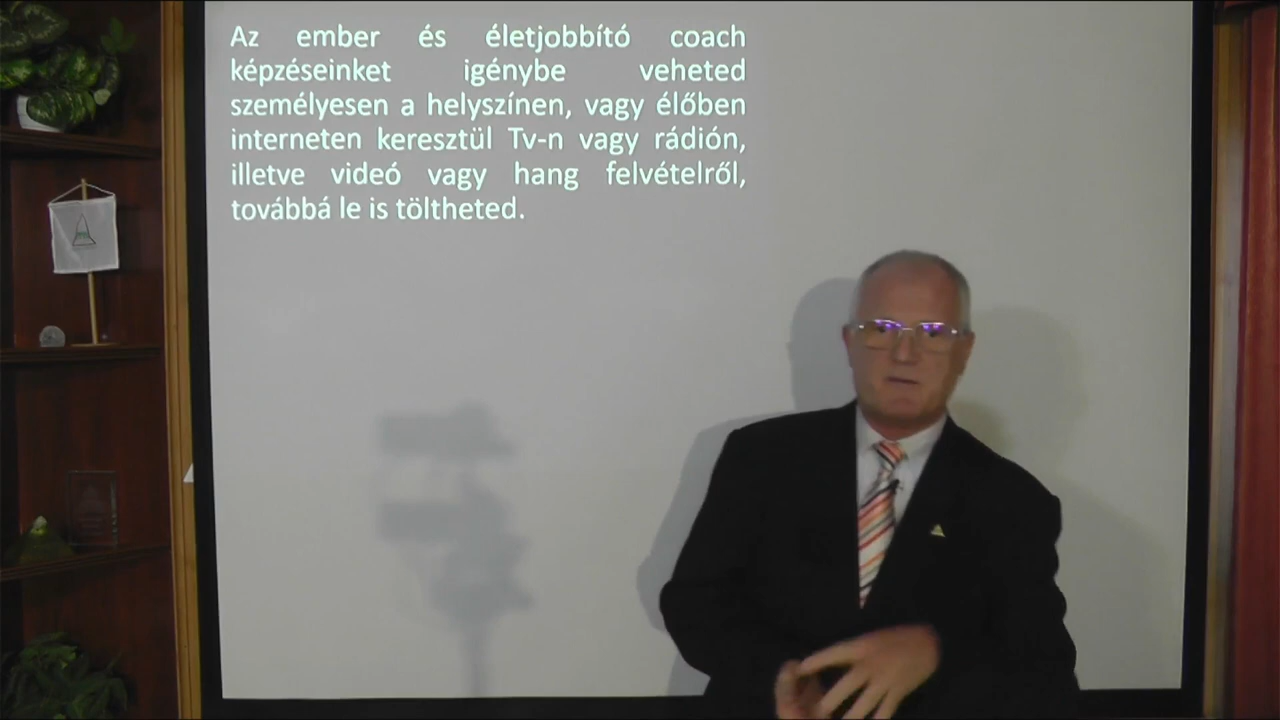 Az ember és életjobbító coach
képzéseinket igénybe veheted
személyesen a helyszínen, vagy élőben
interneten keresztül Tv-n vagy rádión,
illetve videó vagy hang felvételről,
továbbá le is töltheted.